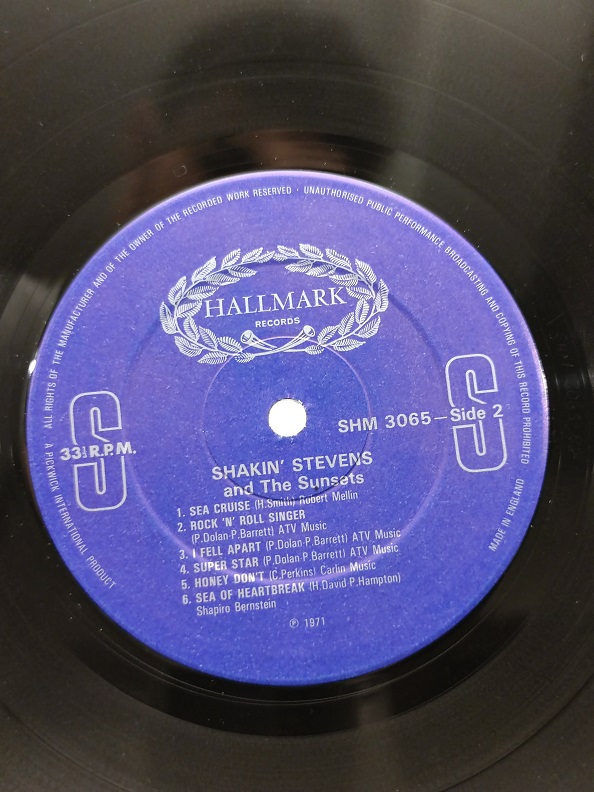 ALL RIGHTS OF THE MANUFACTURER AND OF THE OWNER OF THE RECORDED WORK RESERVED · UNAUTHORISED PUBLIC PERFORMANCE, BROADCASTING AND COPYING OF THIS RECORD PROHIBITED
HALLMARK
RECORDS
S
33⅓ R.P.M.
S
SHM 3065—Side 2
SHAKIN' STEVENS
and The Sunsets
1. SEA CRUISE (H.Smith) Robert Mellin
2. ROCK 'N' ROLL SINGER
(P.Dolan-P.Barrett) ATV Music
3. I FELL APART (P.Dolan-P.Barrett) ATV Music
4. SUPER STAR (P.Dolan-P.Barrett) ATV Music
5. HONEY DON'T (C.Perkins) Carlin Music
6. SEA OF HEARTBREAK (H.David-P.Hampton)
Shapiro Bernstein
℗ 1971
A PICKWICK INTERNATIONAL PRODUCT
MADE IN ENGLAND